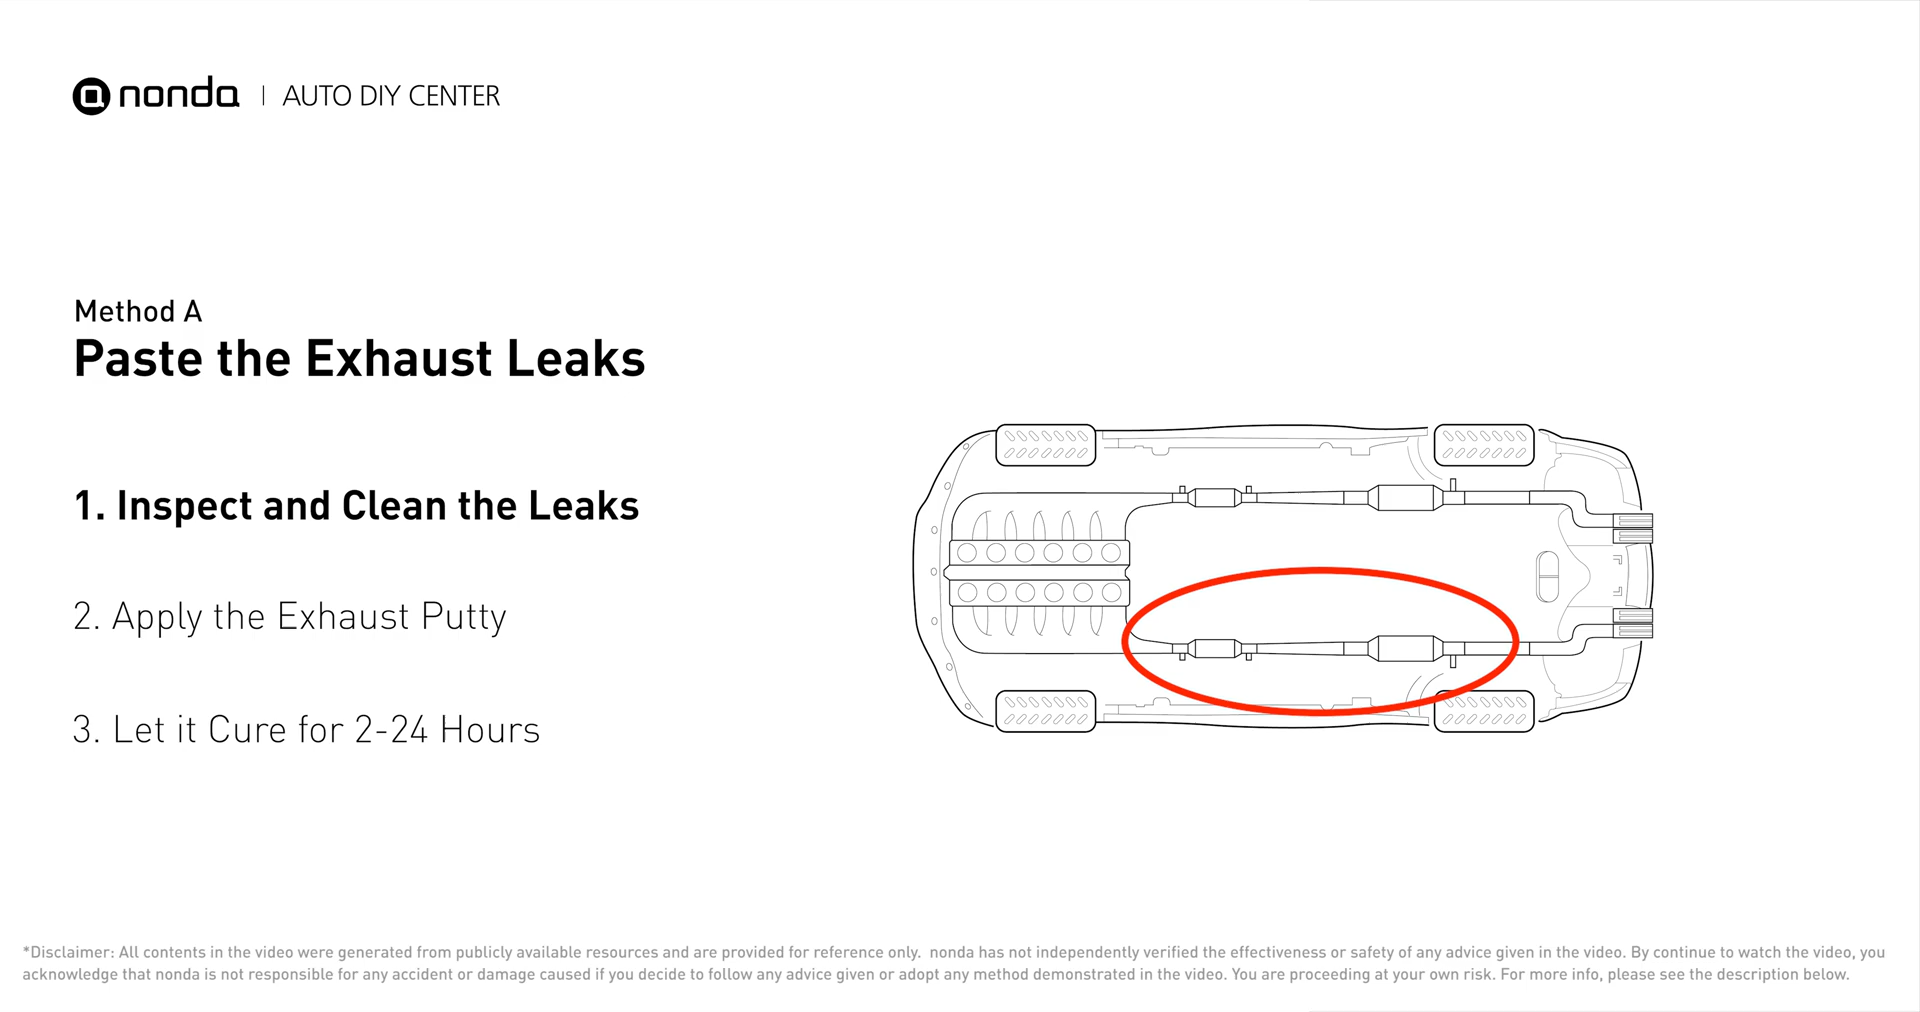 nonda | AUTO DIY CENTER
Method A
Paste the Exhaust Leaks
1. Inspect and Clean the Leaks
2. Apply the Exhaust Putty
3. Let it Cure for 2-24 Hours
*Disclaimer: All contents in the video were generated from publicly available resources and are provided for reference only.  nonda has not independently verified the effectiveness or safety of any advice given in the video. By continue to watch the video, you
acknowledge that nonda is not responsible for any accident or damage caused if you decide to follow any advice given or adopt any method demonstrated in the video. You are proceeding at your own risk. For more info, please see the description below.